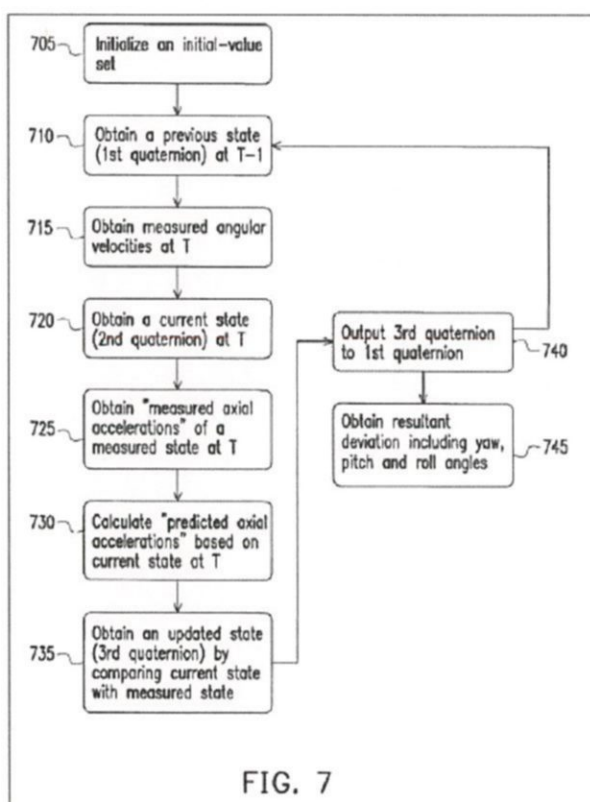 705
Initialize an initial-value
set
710
Obtain a previous state
(1st quaternion) at T-1
715
Obtain measured angular
velocities at T
720
Obtain a current state
(2nd quaternion) at T
725
Obtain "measured axial
accelerations" of a
measured state at T
730
Calculate "predicted axial
accelerations" based on
current state at T
735
Obtain an updated state
(3rd quaternion) by
comparing current state
with measured state
Output 3rd quaternion
to 1st quaternion
740
Obtain resultant
deviation including yaw,
pitch and roll angles
745
FIG. 7